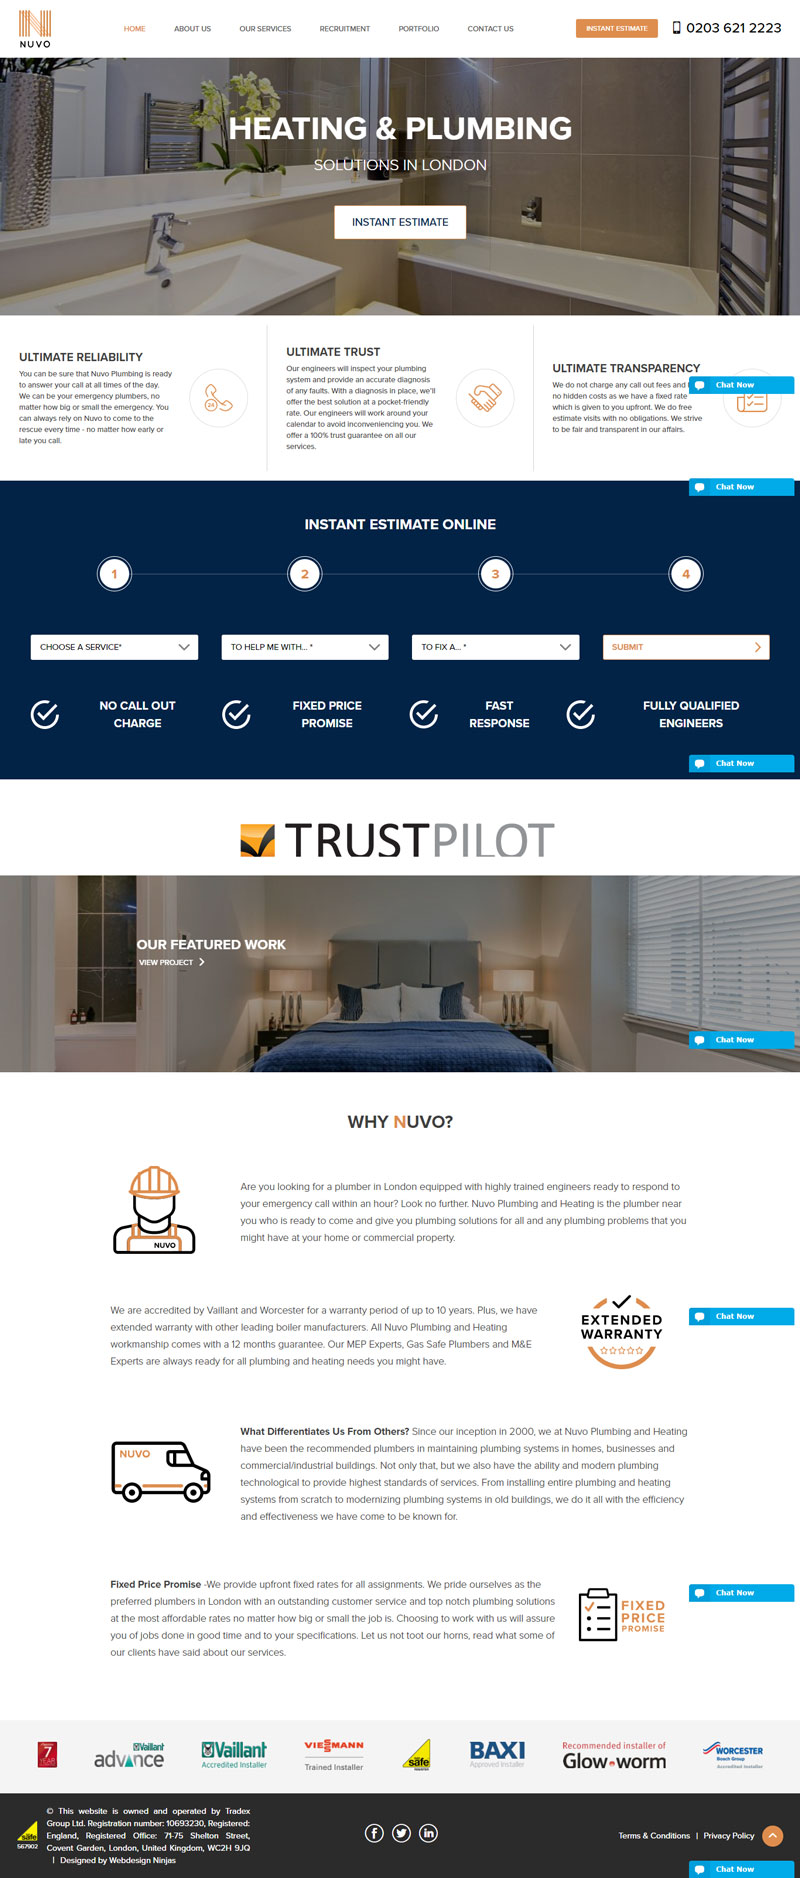 NUVO
HOME ABOUT US OUR SERVICES RECRUITMENT PORTFOLIO CONTACT US INSTANT ESTIMATE 0203 621 2223
HEATING & PLUMBING
SOLUTIONS IN LONDON
INSTANT ESTIMATE
ULTIMATE RELIABILITY
You can be sure that Nuvo Plumbing is ready
to answer your call at all times of the day.
We can be your emergency plumbers, no
matter how big or small the emergency. You
can always rely on Nuvo to come to the
rescue every time - no matter how early or
late you call.
24
ULTIMATE TRUST
Our engineers will inspect your plumbing
system and provide an accurate diagnosis
of any faults. With a diagnosis in place, we'll
offer the best solution at a pocket-friendly
rate. Our engineers will work around your
calendar to avoid inconveniencing you. We
offer a 100% trust guarantee on all our
services.
ULTIMATE TRANSPARENCY
We do not charge any call out fees and
no hidden costs as we have a fixed rate
which is given to you upfront. We do free
estimate visits with no obligations. We strive
to be fair and transparent in our affairs.
Chat Now
Chat Now
INSTANT ESTIMATE ONLINE
1 2 3 4
CHOOSE A SERVICE* TO HELP ME WITH... * TO FIX A... * SUBMIT
NO CALL OUT
CHARGE
FIXED PRICE
PROMISE
FAST
RESPONSE
FULLY QUALIFIED
ENGINEERS
Chat Now
TRUSTPILOT
OUR FEATURED WORK
VIEW PROJECT
Chat Now
WHY NUVO?
NUVO
Are you looking for a plumber in London equipped with highly trained engineers ready to respond to
your emergency call within an hour? Look no further. Nuvo Plumbing and Heating is the plumber near
you who is ready to come and give you plumbing solutions for all and any plumbing problems that you
might have at your home or commercial property.
We are accredited by Vaillant and Worcester for a warranty period of up to 10 years. Plus, we have
extended warranty with other leading boiler manufacturers. All Nuvo Plumbing and Heating
workmanship comes with a 12 months guarantee. Our MEP Experts, Gas Safe Plumbers and M&E
Experts are always ready for all plumbing and heating needs you might have.
EXTENDED
WARRANTY
Chat Now
NUVO
What Differentiates Us From Others? Since our inception in 2000, we at Nuvo Plumbing and Heating
have been the recommended plumbers in maintaining plumbing systems in homes, businesses and
commercial/industrial buildings. Not only that, but we also have the ability and modern plumbing
technological to provide highest standards of services. From installing entire plumbing and heating
systems from scratch to modernizing plumbing systems in old buildings, we do it all with the efficiency
and effectiveness we have come to be known for.
Fixed Price Promise -We provide upfront fixed rates for all assignments. We pride ourselves as the
preferred plumbers in London with an outstanding customer service and top notch plumbing solutions
at the most affordable rates no matter how big or small the job is. Choosing to work with us will assure
you of jobs done in good time and to your specifications. Let us not toot our horns, read what some of
our clients have said about our services.
FIXED
PRICE
PROMISE
Chat Now
7
YEAR
Vaillant
advance
Vaillant
Accredited Installer
VIESMANN
Trained Installer
safe
BAXI
Approved Installer
Recommended installer of
Glow-worm
WORCESTER
Bosch Group
Accredited Installer
safe
567902
© This website is owned and operated by Tradex
Group Ltd. Registration number: 10693230, Registered:
England, Registered Office: 71-75 Shelton Street,
Covent Garden, London, United Kingdom, WC2H 9JQ
| Designed by Webdesign Ninjas
Terms & Conditions | Privacy Policy
Chat Now